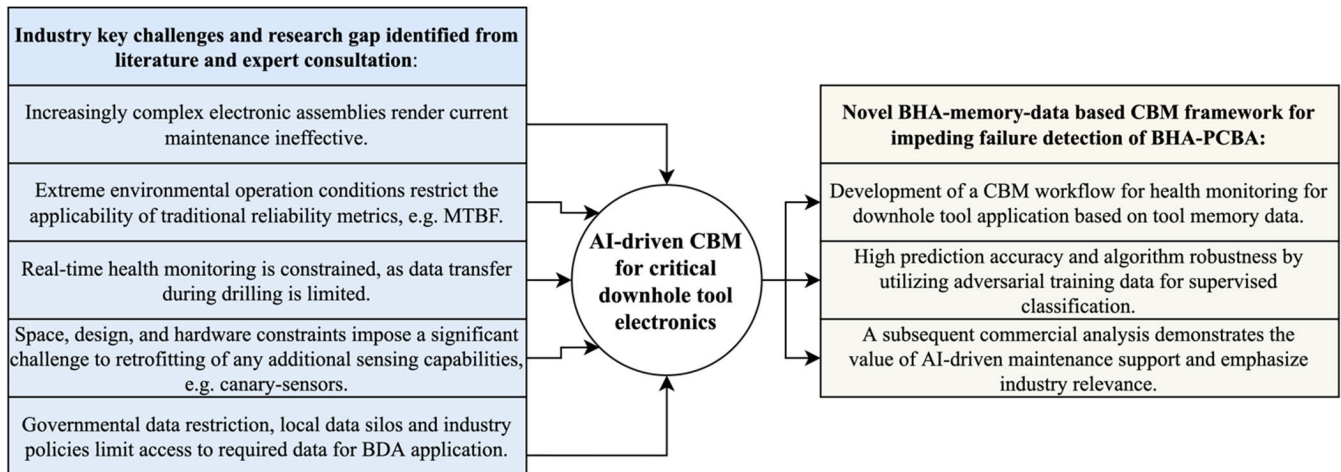 Industry key challenges and research gap identified from
literature and expert consultation:
Increasingly complex electronic assemblies render current
maintenance ineffective.
Extreme environmental operation conditions restrict the
applicability of traditional reliability metrics, e.g. MTBF.
Real-time health monitoring is constrained, as data transfer
during drilling is limited.
Space, design, and hardware constraints impose a significant
challenge to retrofitting of any additional sensing capabilities,
e.g. canary-sensors.
Governmental data restriction, local data silos and industry
policies limit access to required data for BDA application.
AI-driven CBM
for critical
downhole tool
electronics
Novel BHA-memory-data based CBM framework for
impeding failure detection of BHA-PCBA:
Development of a CBM workflow for health monitoring for
downhole tool application based on tool memory data.
High prediction accuracy and algorithm robustness by
utilizing adversarial training data for supervised
classification.
A subsequent commercial analysis demonstrates the
value of AI-driven maintenance support and emphasize
industry relevance.